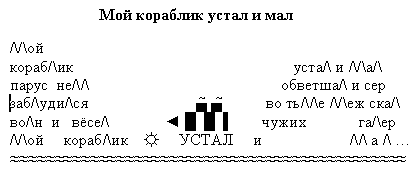 Мой кораблик устал и мал
/\/\ой
кораб/\ик уста/\ и /\/\а/\
парус не/\/\ обветша/\ и сер
заб/\уди/\ся во ть/\/\е /\/\еж ска/\
во/\н и вёсе/\ чужих га/\ер
/\/\ой кораб/\ик ☼ УСТАЛ и /\/\ а /\ ...